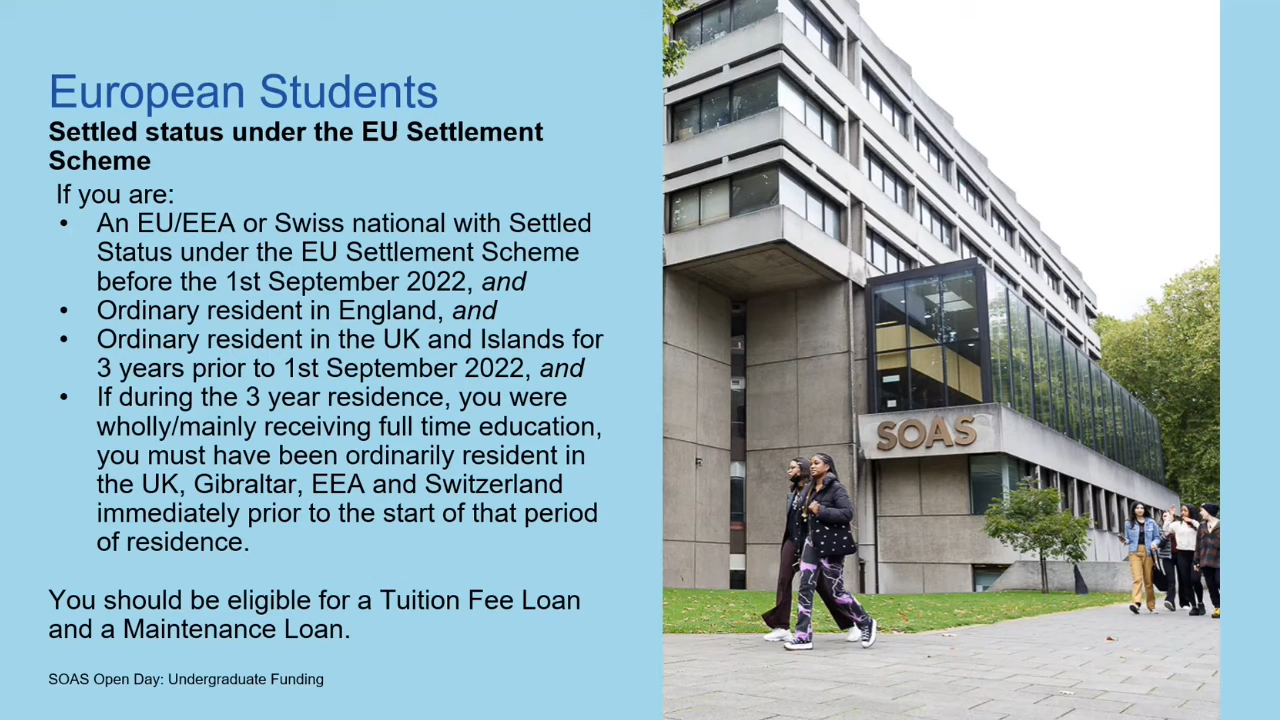 European Students
Settled status under the EU Settlement
Scheme
If you are:
• An EU/EEA or Swiss national with Settled
Status under the EU Settlement Scheme
before the 1st September 2022, and
• Ordinary resident in England, and
• Ordinary resident in the UK and Islands for
3 years prior to 1st September 2022, and
• If during the 3 year residence, you were
wholly/mainly receiving full time education,
you must have been ordinarily resident in
the UK, Gibraltar, EEA and Switzerland
immediately prior to the start of that period
of residence.
You should be eligible for a Tuition Fee Loan
and a Maintenance Loan.
SOAS Open Day: Undergraduate Funding
SOAS